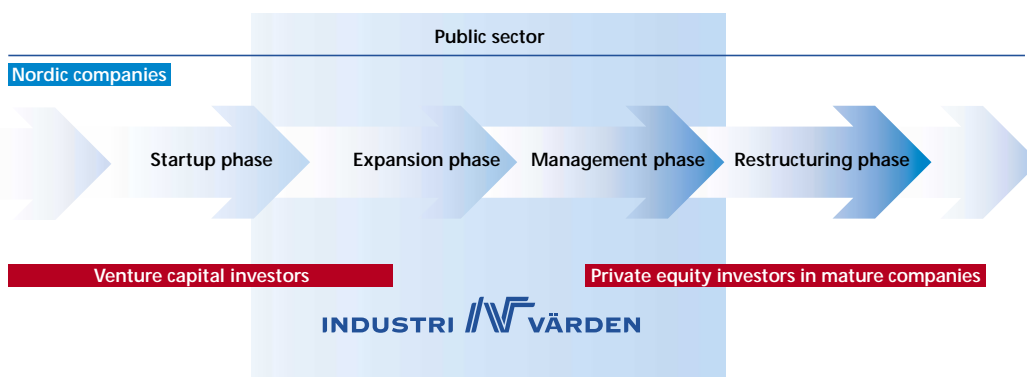 Public sector
Nordic companies
Startup phase Expansion phase Management phase Restructuring phase
Venture capital investors Private equity investors in mature companies
INDUSTRI VÄRDEN